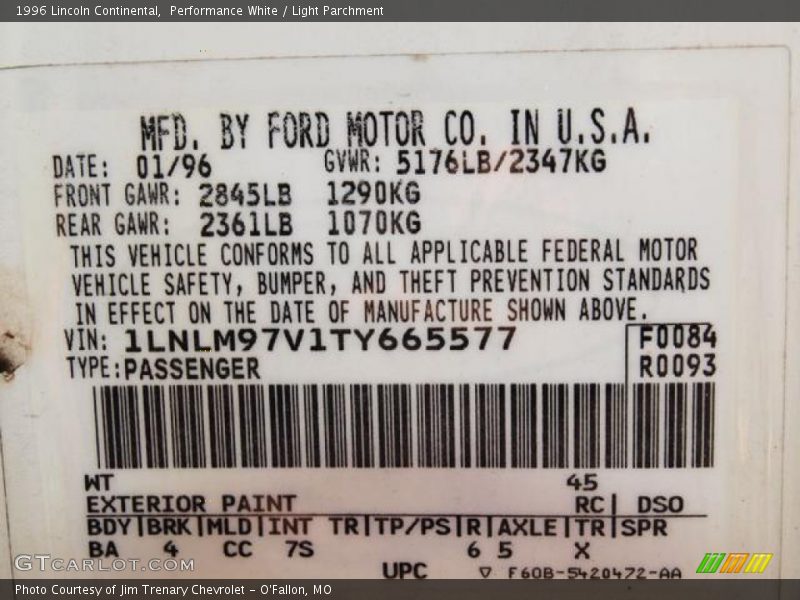 1996 Lincoln Continental, Performance White / Light Parchment
MFD. BY FORD MOTOR CO. IN U.S.A.
DATE: 01/96 GVWR: 5176LB/2347KG
FRONT GAWR: 2845LB 1290KG
REAR GAWR: 2361LB 1070KG
THIS VEHICLE CONFORMS TO ALL APPLICABLE FEDERAL MOTOR
VEHICLE SAFETY, BUMPER, AND THEFT PREVENTION STANDARDS
IN EFFECT ON THE DATE OF MANUFACTURE SHOWN ABOVE.
VIN: 1LNLM97V1TY665577 F0084
TYPE: PASSENGER R0093
WT 45
EXTERIOR PAINT RC| DSO
BDY|BRK|MLD|INT TR|TP/PS|R|AXLE|TR|SPR
BA 4 CC 7S 6 5 X
UPC ▽ F60B-5420472-AA
GTCARLOT.COM
Photo Courtesy of Jim Trenary Chevrolet - O'Fallon, MO